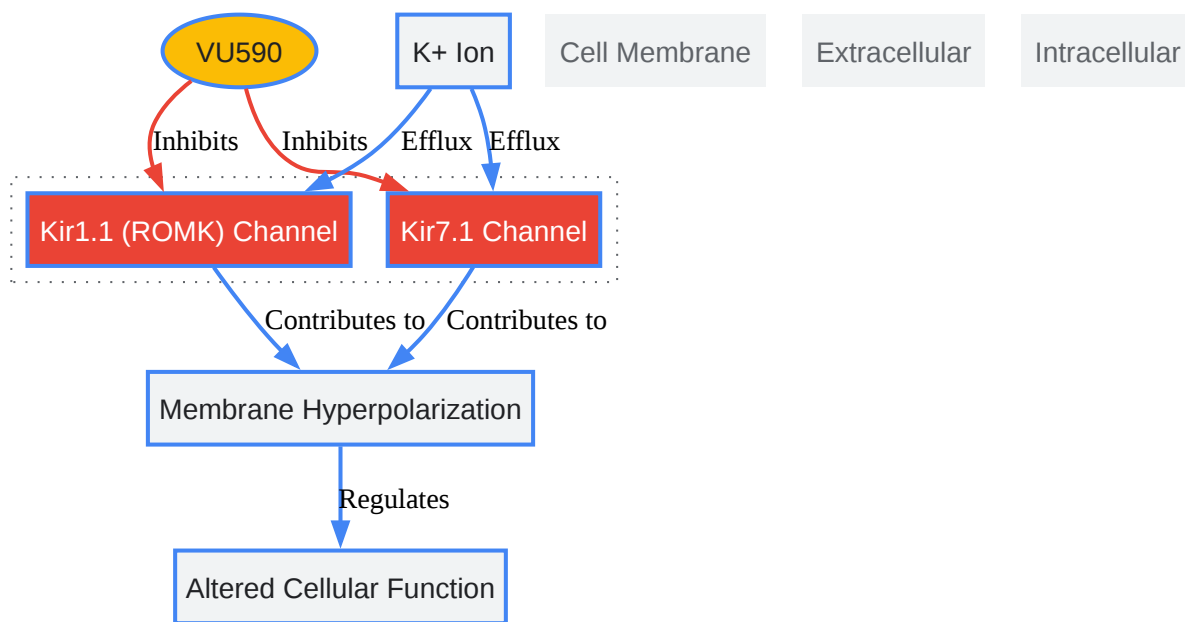 VU590
K+ Ion
Cell Membrane
Extracellular
Intracellular
Inhibits
Inhibits
Efflux
Efflux
Kir1.1 (ROMK) Channel
Kir7.1 Channel
Contributes to
Contributes to
Membrane Hyperpolarization
Regulates
Altered Cellular Function